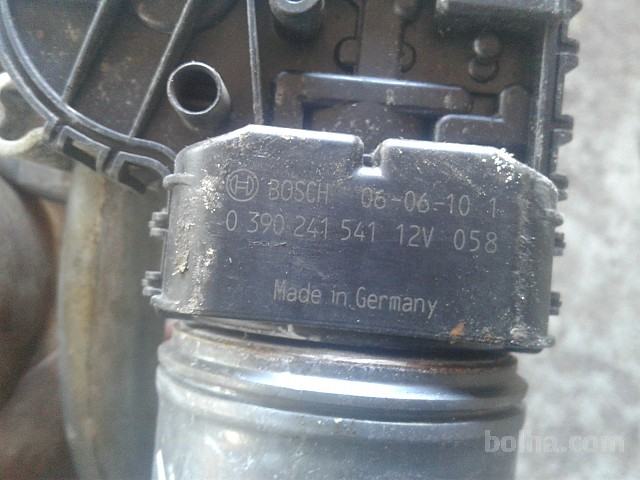 BOSCH 06-06-10 1
0 390 241 541 12V 058
Made in Germany
bolha.com